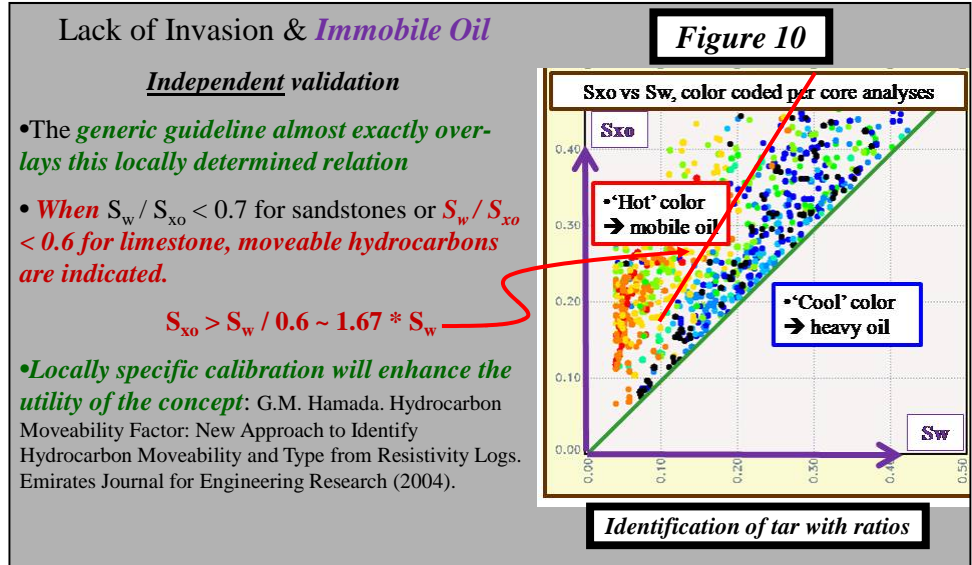 Lack of Invasion & Immobile Oil
Independent validation
•The generic guideline almost exactly over-
lays this locally determined relation
• When Sw / Sxo < 0.7 for sandstones or Sw / Sxo
< 0.6 for limestone, moveable hydrocarbons
are indicated.
Sxo > Sw / 0.6 ~ 1.67 * Sw
•Locally specific calibration will enhance the
utility of the concept: G.M. Hamada. Hydrocarbon
Moveability Factor: New Approach to Identify
Hydrocarbon Moveability and Type from Resistivity Logs.
Emirates Journal for Engineering Research (2004).
Figure 10
Sxo vs Sw, color coded per core analyses
Sxo
0.40
•‘Hot’ color
→ mobile oil
0.30
0.20
•‘Cool’ color
→ heavy oil
0.10
Sw
0.00
0.00 0.10 0.20 0.30 0.40 0.50
Identification of tar with ratios